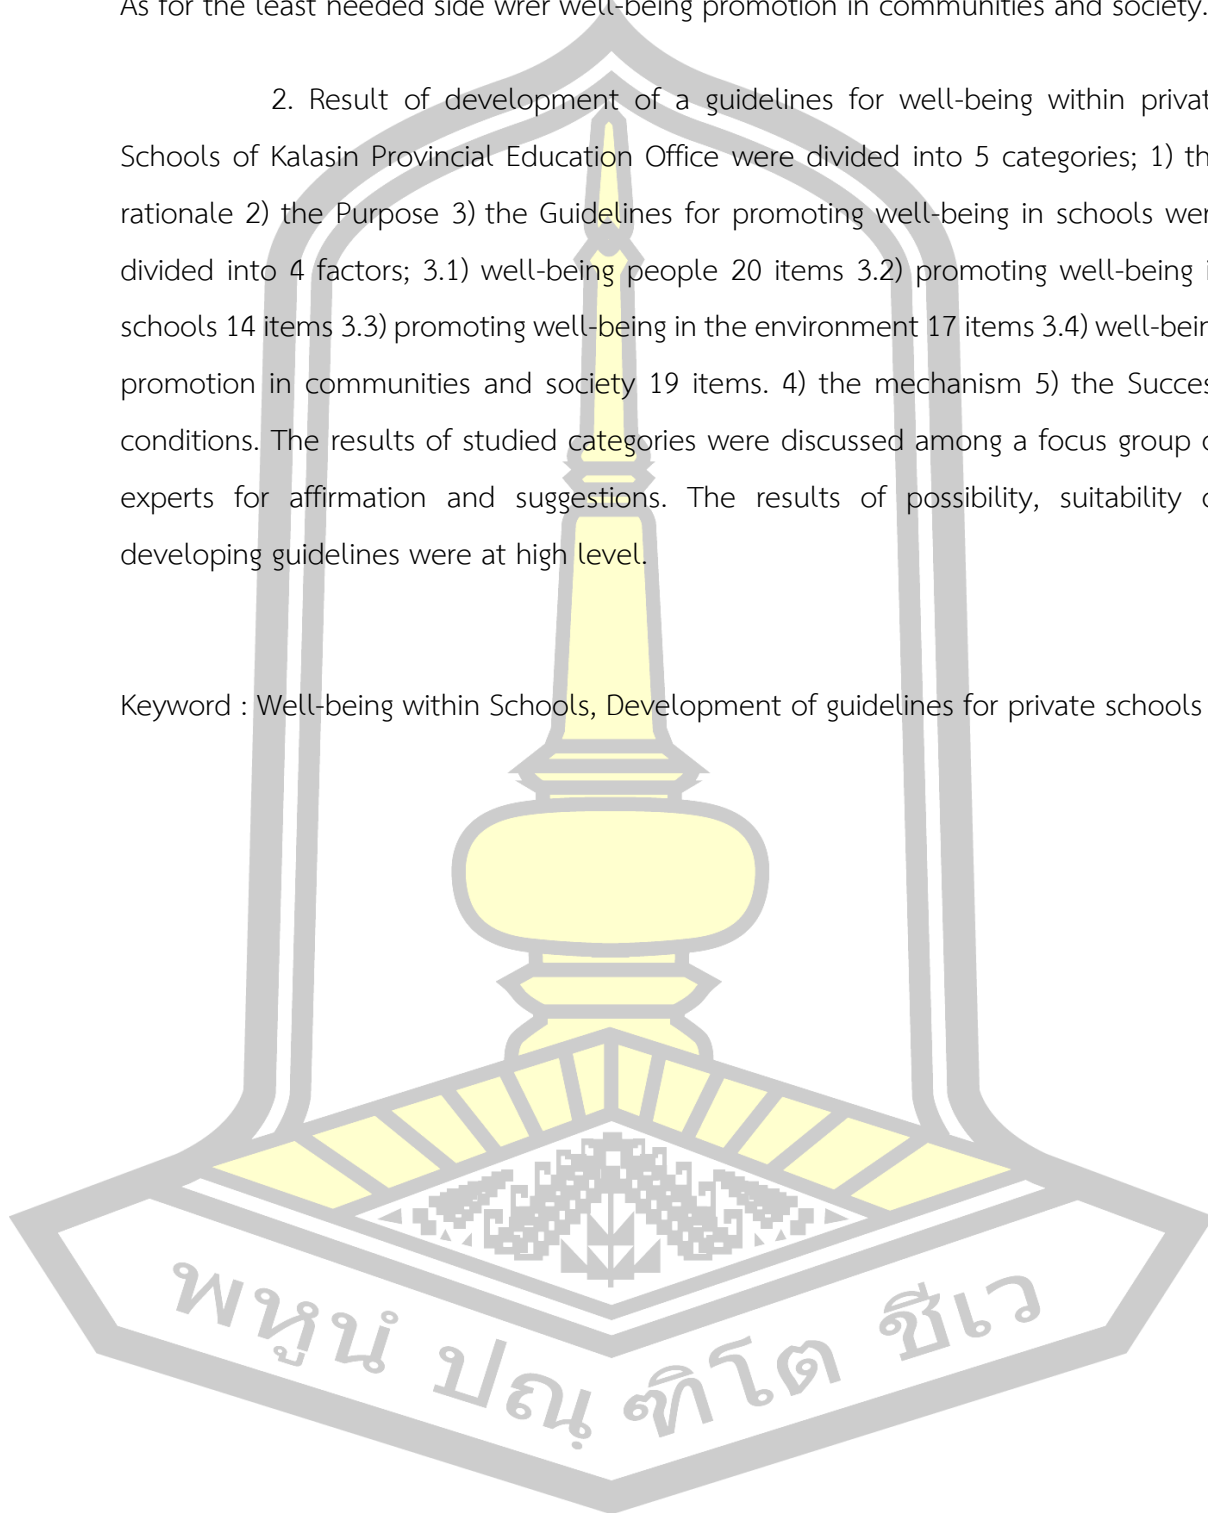 As for the least needed side wrer well-being promotion in communities and society.
2. Result of development of a guidelines for well-being within privat
Schools of Kalasin Provincial Education Office were divided into 5 categories; 1) th
rationale 2) the Purpose 3) the Guidelines for promoting well-being in schools wer
divided into 4 factors; 3.1) well-being people 20 items 3.2) promoting well-being i
schools 14 items 3.3) promoting well-being in the environment 17 items 3.4) well-bein
promotion in communities and society 19 items. 4) the mechanism 5) the Succes
conditions. The results of studied categories were discussed among a focus group
experts for affirmation and suggestions. The results of possibility, suitability
developing guidelines were at high level.
Keyword : Well-being within Schools, Development of guidelines for private schools
พหูนํ ปณฺฑิโต ชีเว